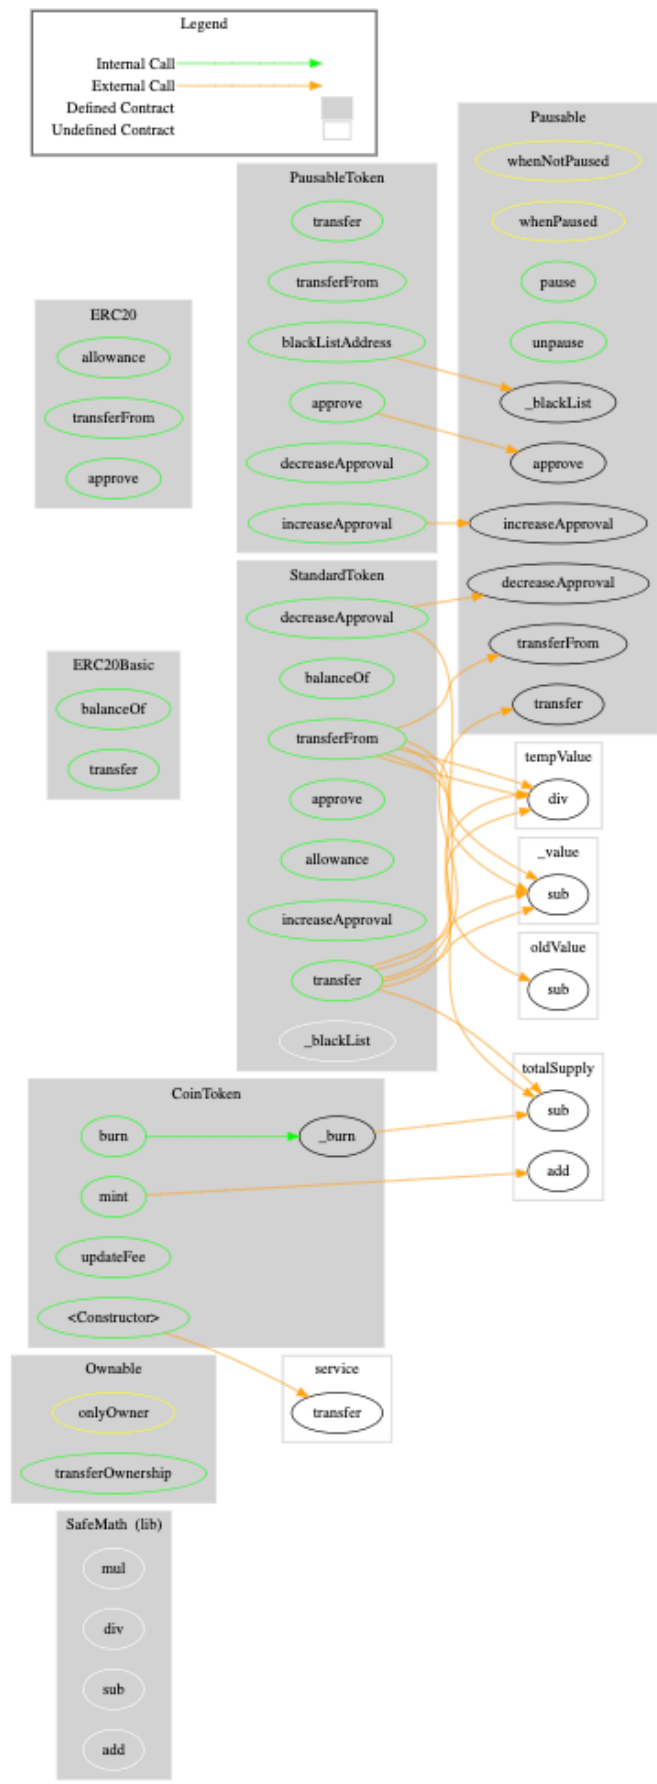 Legend
Internal Call
External Call
Defined Contract
Undefined Contract
Pausable
whenNotPaused
whenPaused
pause
unpause
_blackList
approve
increaseApproval
decreaseApproval
transferFrom
transfer
PausableToken
transfer
transferFrom
blackListAddress
approve
decreaseApproval
increaseApproval
ERC20
allowance
transferFrom
approve
StandardToken
decreaseApproval
balanceOf
transferFrom
approve
allowance
increaseApproval
transfer
_blackList
ERC20Basic
balanceOf
transfer
tempValue
div
_value
sub
oldValue
sub
totalSupply
sub
add
CoinToken
burn
_burn
mint
updateFee
<Constructor>
service
transfer
Ownable
onlyOwner
transferOwnership
SafeMath (lib)
mul
div
sub
add